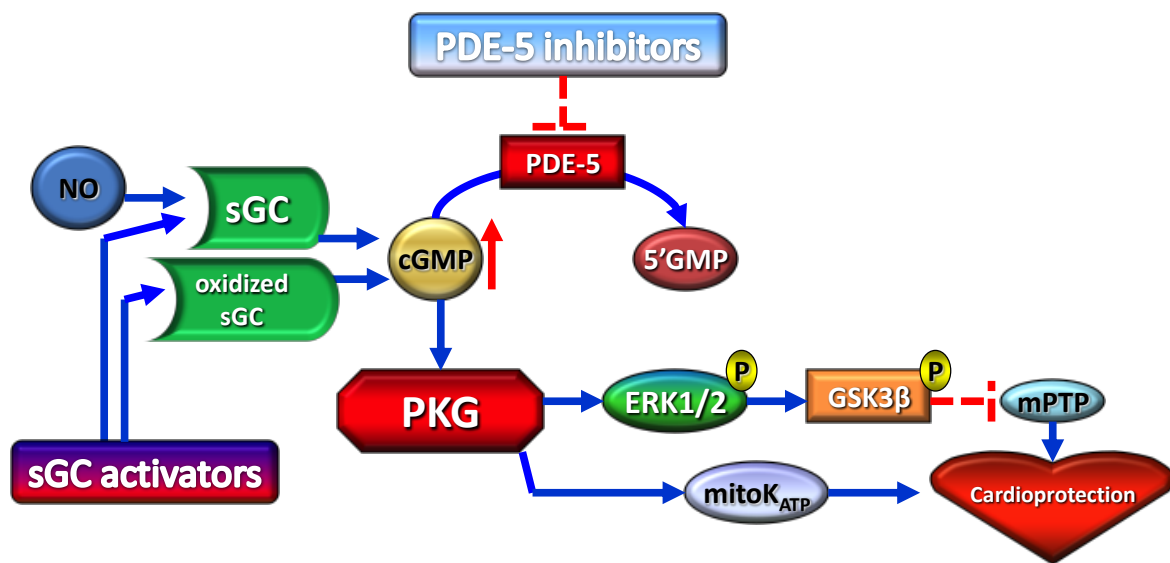 PDE-5 inhibitors
PDE-5
NO
sGC
cGMP
5’GMP
oxidized
sGC
P
P
PKG
ERK1/2
GSK3β
mPTP
sGC activators
mitoKATP
Cardioprotection